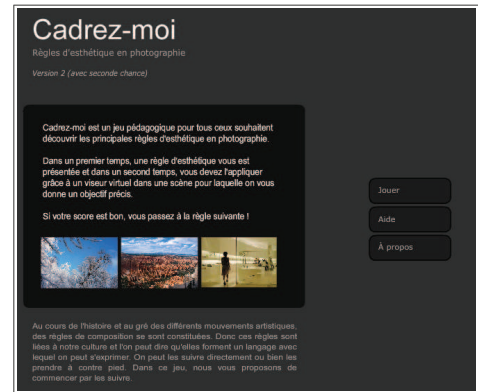 Cadrez-moi
Règles d'esthétique en photographie
Version 2 (avec seconde chance)
Cadrez-moi est un jeu pédagogique pour tous ceux souhaitent
découvrir les principales règles d'esthétique en photographie.
Dans un premier temps, une règle d'esthétique vous est
présentée et dans un second temps, vous devez l'appliquer
grâce à un viseur virtuel dans une scène pour laquelle on vous
donne un objectif précis.
Si votre score est bon, vous passez à la règle suivante !
Jouer
Aide
À propos
Au cours de l'histoire et au gré des différents mouvements artistiques,
des règles de composition se sont constituées. Donc ces règles sont
liées à notre culture et l'on peut dire qu'elles forment un langage avec
lequel on peut s'exprimer. On peut les suivre directement ou bien les
prendre à contre pied. Dans ce jeu, nous vous proposons de
commencer par les suivre.